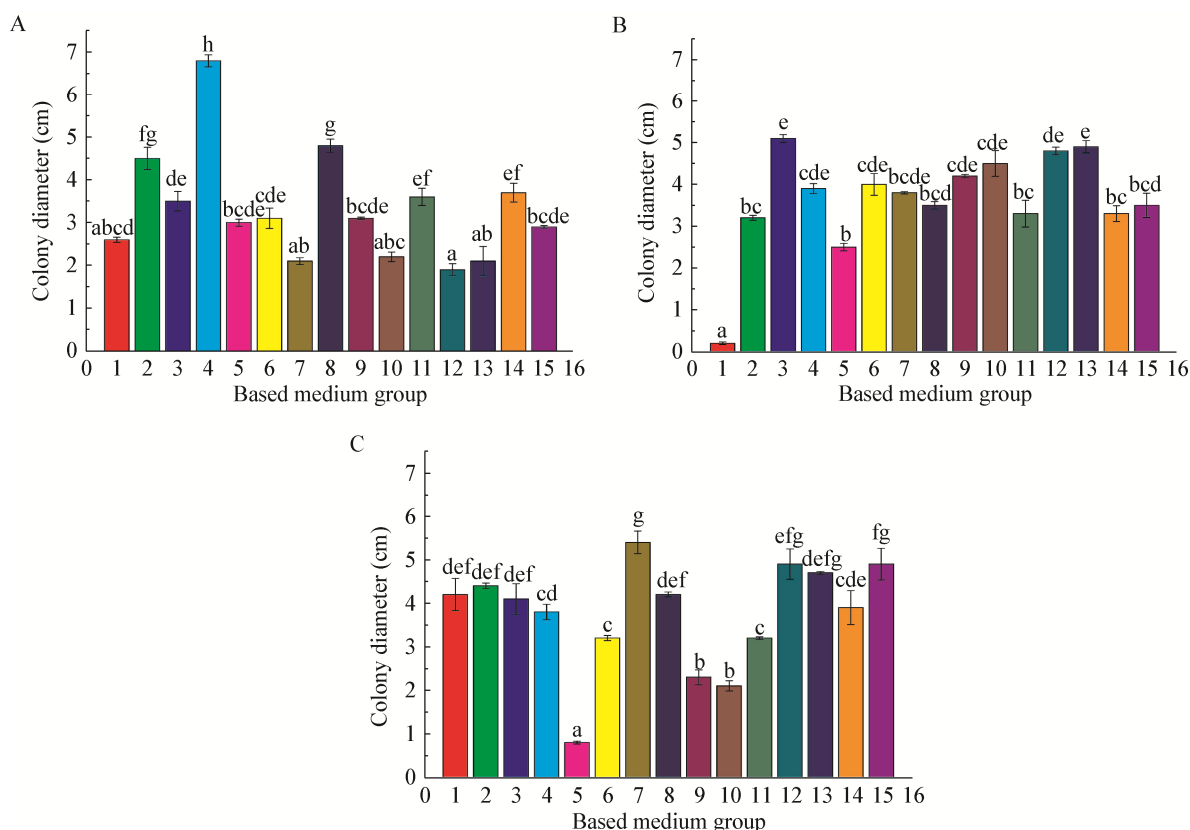 A
Colony diameter (cm)
7
6
5
4
3
2
1
0
abcd
fg
de
h
bcde
cde
ab
g
bcde
abc
ef
a
ab
ef
bcde
0 1 2 3 4 5 6 7 8 9 10 11 12 13 14 15 16
Based medium group
B
Colony diameter (cm)
7
6
5
4
3
2
1
0
a
bc
e
cde
b
cde
bcde
bcd
cde
cde
bc
de
e
bc
bcd
0 1 2 3 4 5 6 7 8 9 10 11 12 13 14 15 16
Based medium group
C
Colony diameter (cm)
7
6
5
4
3
2
1
0
def
def
def
cd
a
c
g
def
b
b
c
efg
defg
cde
fg
0 1 2 3 4 5 6 7 8 9 10 11 12 13 14 15 16
Based medium group